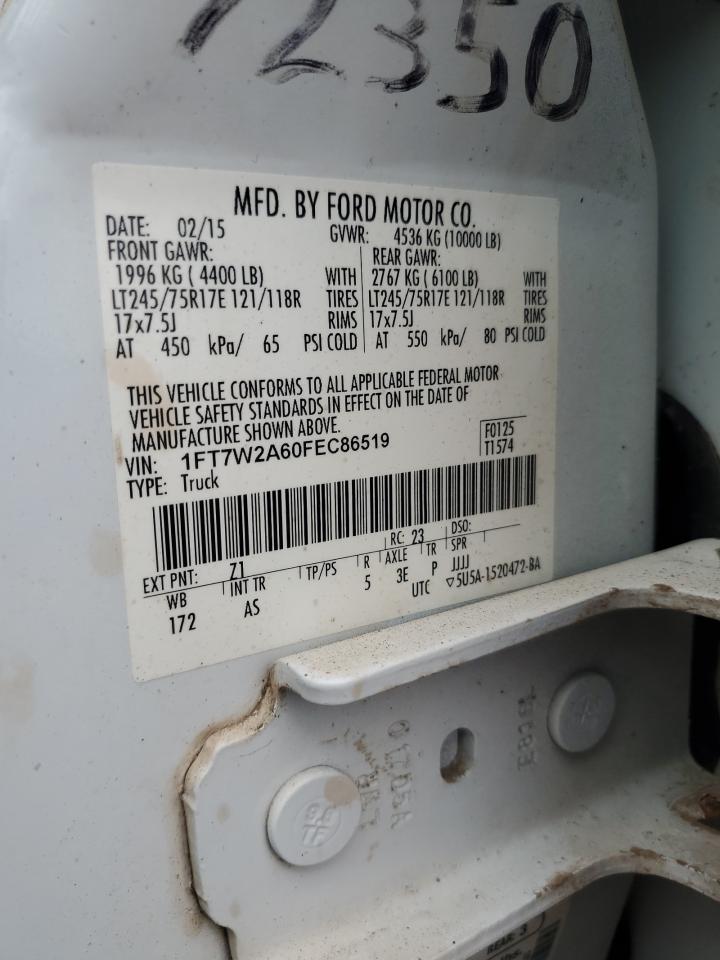 72350
MFD. BY FORD MOTOR CO.
DATE: 02/15 GVWR: 4536 KG (10000 LB)
FRONT GAWR: REAR GAWR:
1996 KG ( 4400 LB) WITH 2767 KG ( 6100 LB) WITH
LT245/75R17E 121/118R TIRES LT245/75R17E 121/118R TIRES
17x7.5J RIMS 17x7.5J RIMS
AT 450 kPa/ 65 PSI COLD AT 550 kPa/ 80 PSI COLD
THIS VEHICLE CONFORMS TO ALL APPLICABLE FEDERAL MOTOR
VEHICLE SAFETY STANDARDS IN EFFECT ON THE DATE OF
MANUFACTURE SHOWN ABOVE.
VIN: 1FT7W2A60FEC86519 F0125
TYPE: Truck T1574
EXT PNT: Z1 RC: 23 DSO:
WB INT TR TP/PS R AXLE TR SPR
172 AS 5 3E P JJJJ
UTC ▽5U5A-1520472-BA
REAR: 3